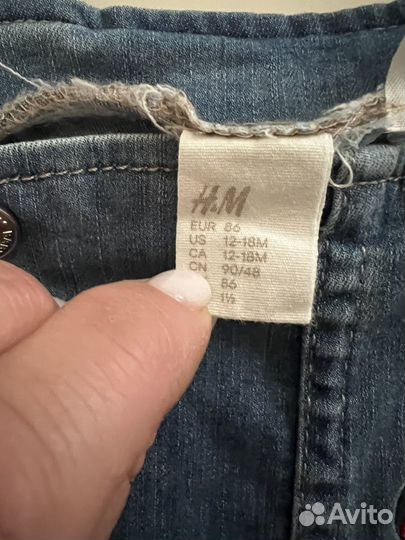 H&M
EUR 86
US 12-18M
CA 12-18M
CN 90/48
86
1½
Avito